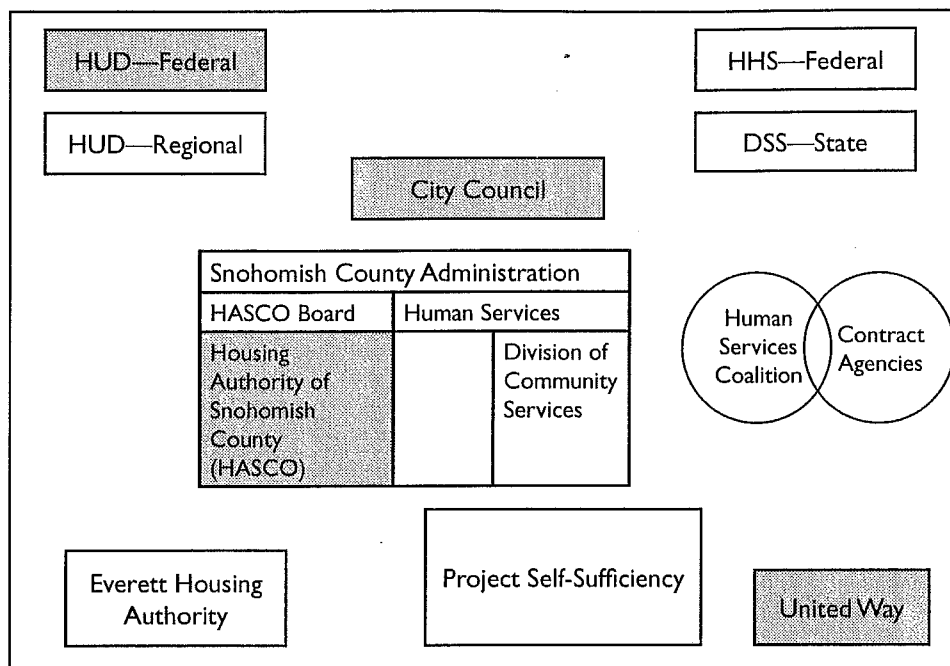 HUD—Federal
HHS—Federal
HUD—Regional
DSS—State
City Council
Snohomish County Administration
HASCO Board
Human Services
Housing
Authority of
Snohomish
County
(HASCO)
Division of
Community
Services
Human
Services
Coalition
Contract
Agencies
Everett Housing
Authority
Project Self-Sufficiency
United Way